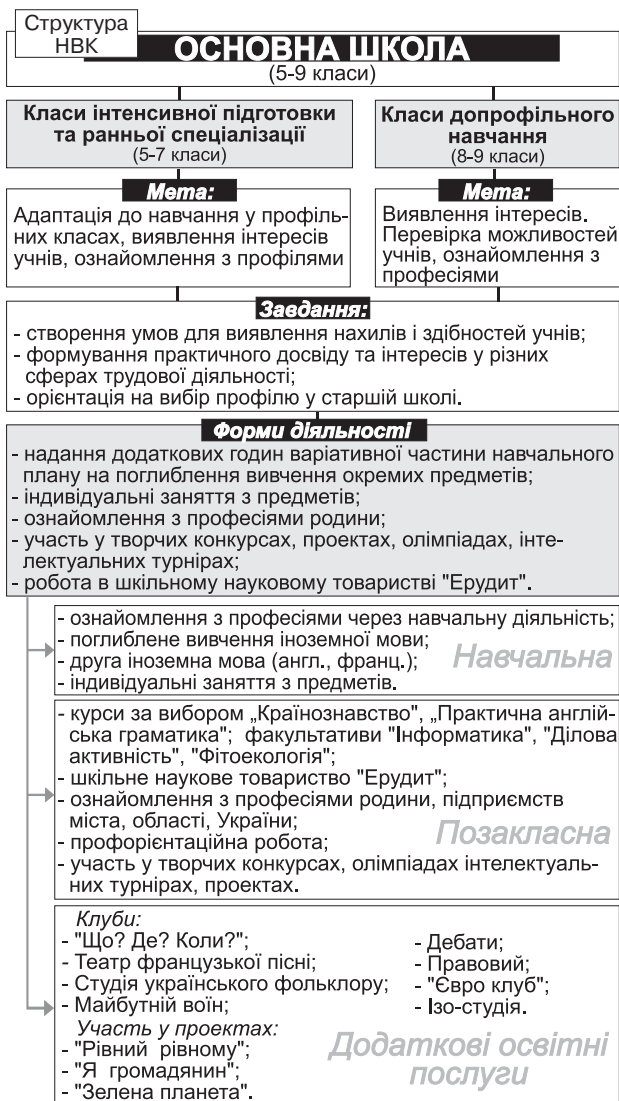 Структура
НВК
ОСНОВНА ШКОЛА
(5-9 класи)
Класи інтенсивної підготовки
та ранньої спеціалізації
(5-7 класи)
Класи допрофільного
навчання
(8-9 класи)
Мета:
Адаптація до навчання у профіль-
них класах, виявлення інтересів
учнів, ознайомлення з профілями
Мета:
Виявлення інтересів.
Перевірка можливостей
учнів, ознайомлення з
професіями
Завдання:
- створення умов для виявлення нахилів і здібностей учнів;
- формування практичного досвіду та інтересів у різних
сферах трудової діяльності;
- орієнтація на вибір профілю у старшій школі.
Форми діяльності
- надання додаткових годин варіативної частини навчального
плану на поглиблення вивчення окремих предметів;
- індивідуальні заняття з предметів;
- ознайомлення з професіями родини;
- участь у творчих конкурсах, проектах, олімпіадах, інте-
лектуальних турнірах;
- робота в шкільному науковому товаристві "Ерудит".
- ознайомлення з професіями через навчальну діяльність;
- поглиблене вивчення іноземної мови;
- друга іноземна мова (англ., франц.);
- індивідуальні заняття з предметів.
Навчальна
- курси за вибором „Країнознавство", „Практична англій-
ська граматика"; факультативи "Інформатика", "Ділова
активність", "Фітоекологія";
- шкільне наукове товариство "Ерудит";
- ознайомлення з професіями родини, підприємств
міста, області, України;
- профорієнтаційна робота;
- участь у творчих конкурсах, олімпіадах інтелектуаль-
них турнірах, проектах.
Позакласна
Клуби:
- "Що? Де? Коли?";
- Театр французької пісні;
- Студія українського фольклору;
- Майбутній воїн;
- Дебати;
- Правовий;
- "Євро клуб";
- Ізо-студія.
Участь у проектах:
- "Рівний рівному";
- "Я громадянин";
- "Зелена планета".
Додаткові освітні
послуги